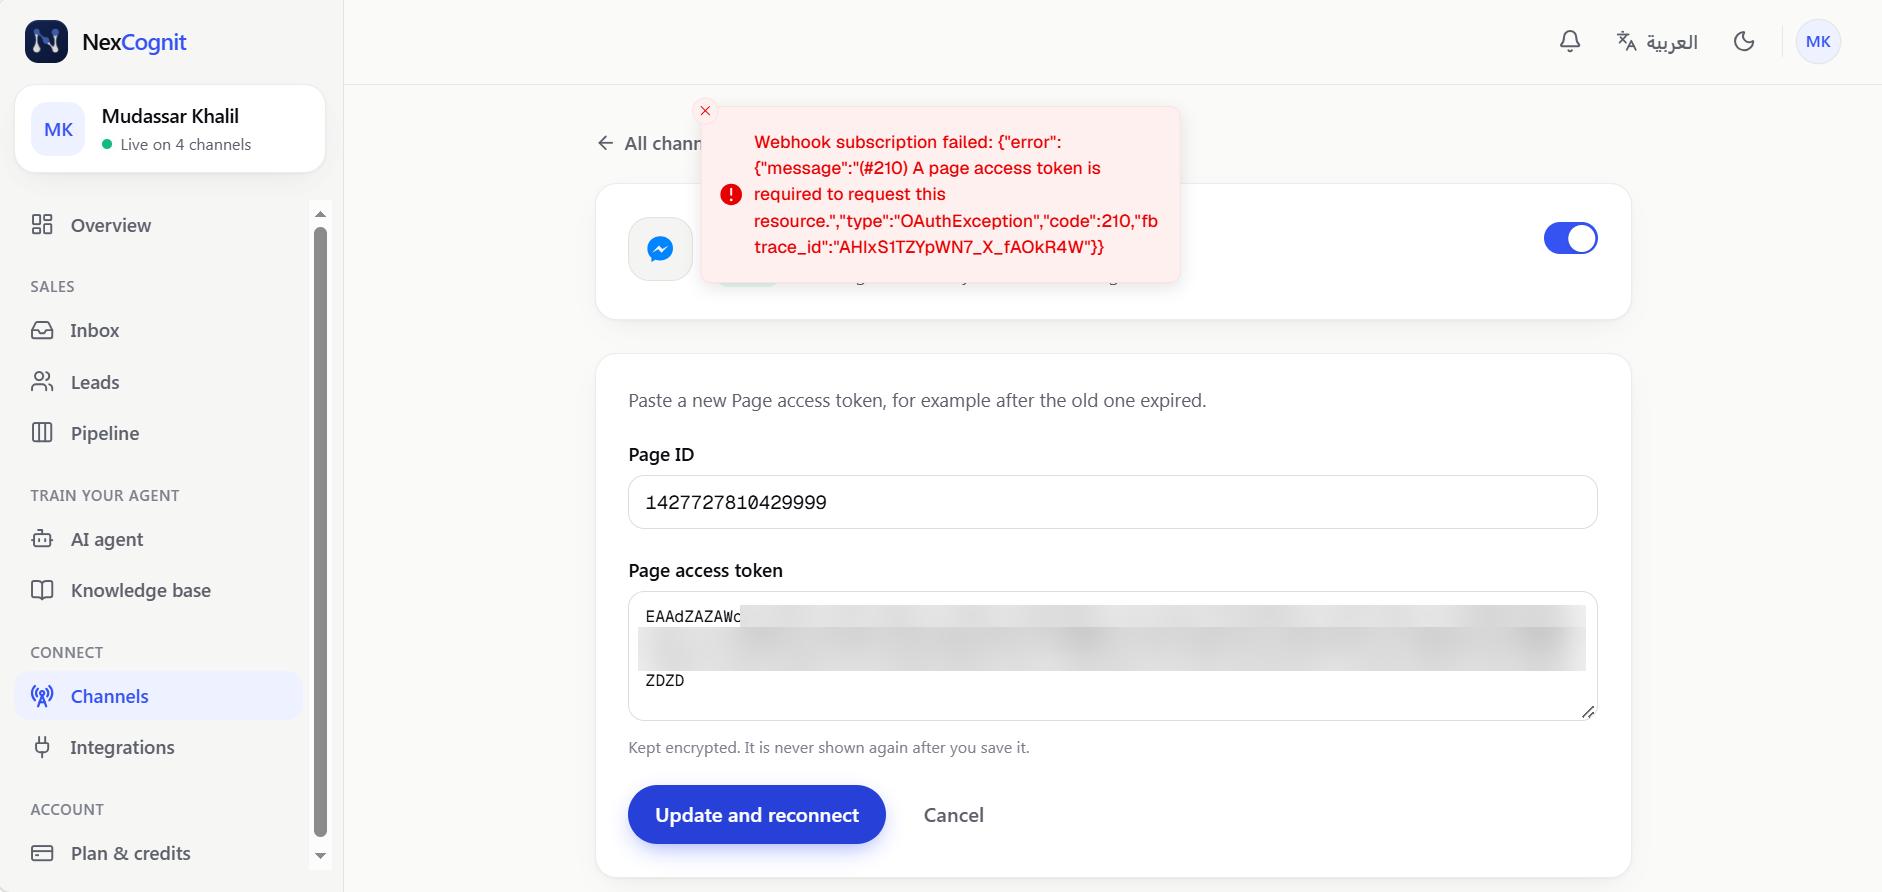 NexCognit
MK
Mudassar Khalil
Live on 4 channels
Overview
SALES
Inbox
Leads
Pipeline
TRAIN YOUR AGENT
AI agent
Knowledge base
CONNECT
Channels
Integrations
ACCOUNT
Plan & credits
العربية
MK
All chann
Webhook subscription failed: {"error":
{"message":"(#210) A page access token is
required to request this
resource.","type":"OAuthException","code":210,"fb
trace_id":"AHIxS1TZYpWN7_X_fAOkR4W"}}
Paste a new Page access token, for example after the old one expired.
Page ID
1427727810429999
Page access token
EAAdZAZAWc
ZDZD
Kept encrypted. It is never shown again after you save it.
Update and reconnect
Cancel